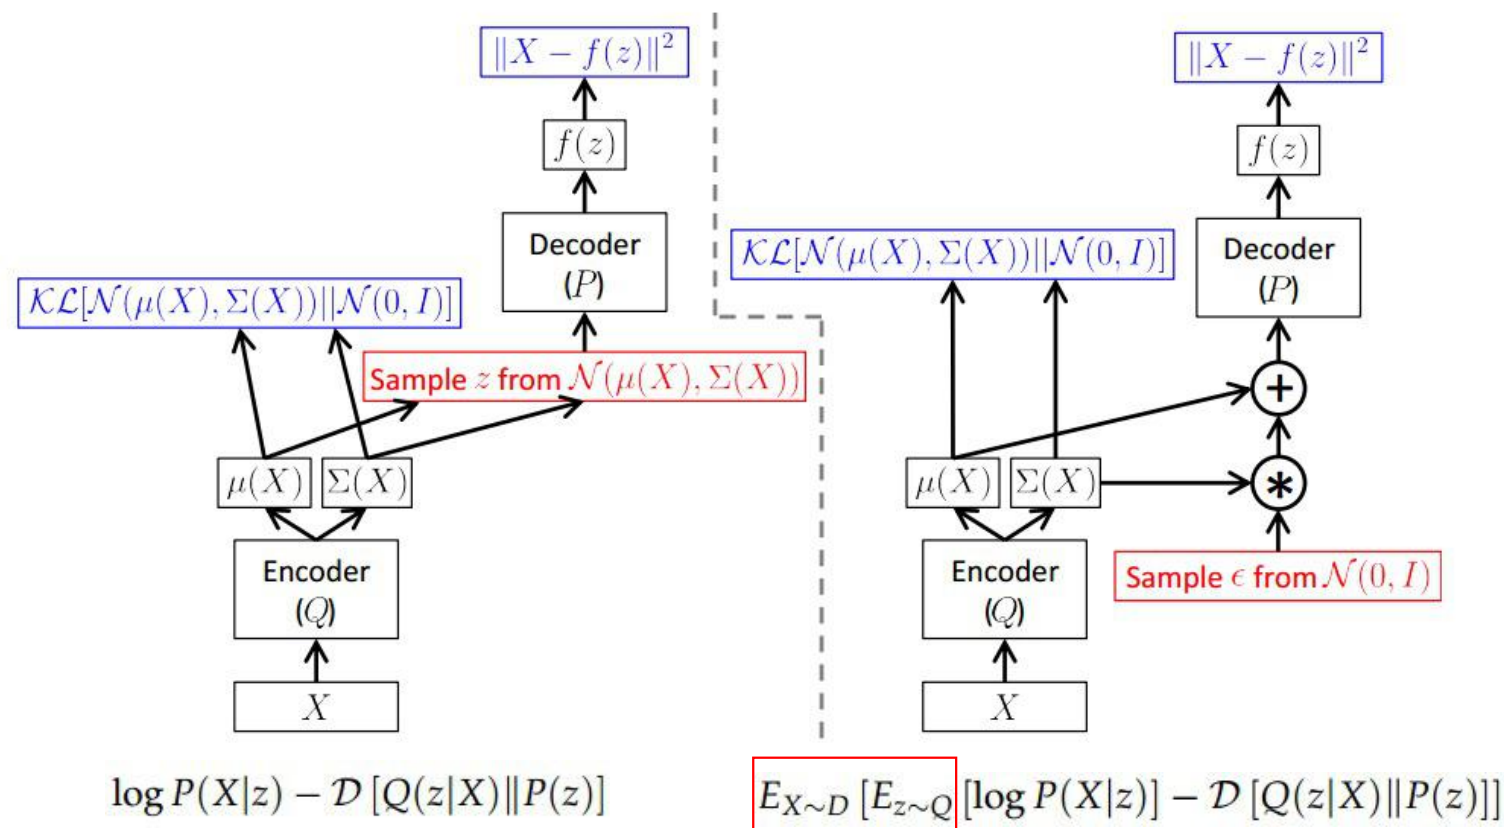 ‖X − f(z)‖²
f(z)
Decoder
(P)
𝒦ℒ[𝒩(μ(X), Σ(X))||𝒩(0, I)]
Sample z from 𝒩(μ(X), Σ(X))
μ(X)
Σ(X)
Encoder
(Q)
X
log P(X|z) − 𝒟 [Q(z|X)‖P(z)]
‖X − f(z)‖²
f(z)
Decoder
(P)
𝒦ℒ[𝒩(μ(X), Σ(X))||𝒩(0, I)]
+
μ(X)
Σ(X)
*
Encoder
(Q)
Sample ϵ from 𝒩(0, I)
X
E_{X∼D} [E_{z∼Q} [log P(X|z)] − 𝒟 [Q(z|X)‖P(z)]]